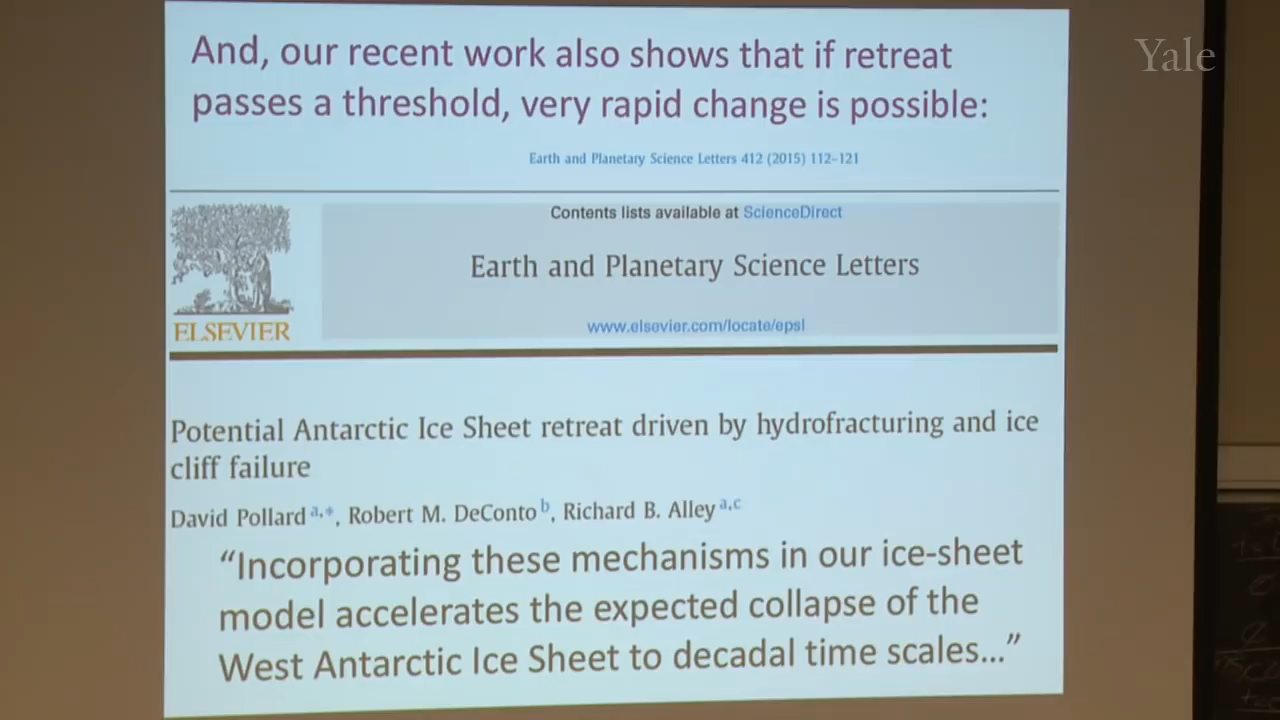 And, our recent work also shows that if retreat
passes a threshold, very rapid change is possible:
Yale
Earth and Planetary Science Letters 412 (2015) 112–121
Contents lists available at ScienceDirect
Earth and Planetary Science Letters
www.elsevier.com/locate/epsl
ELSEVIER
Potential Antarctic Ice Sheet retreat driven by hydrofracturing and ice
cliff failure
David Pollard a,*, Robert M. DeConto b, Richard B. Alley a,c
“Incorporating these mechanisms in our ice-sheet
model accelerates the expected collapse of the
West Antarctic Ice Sheet to decadal time scales...”